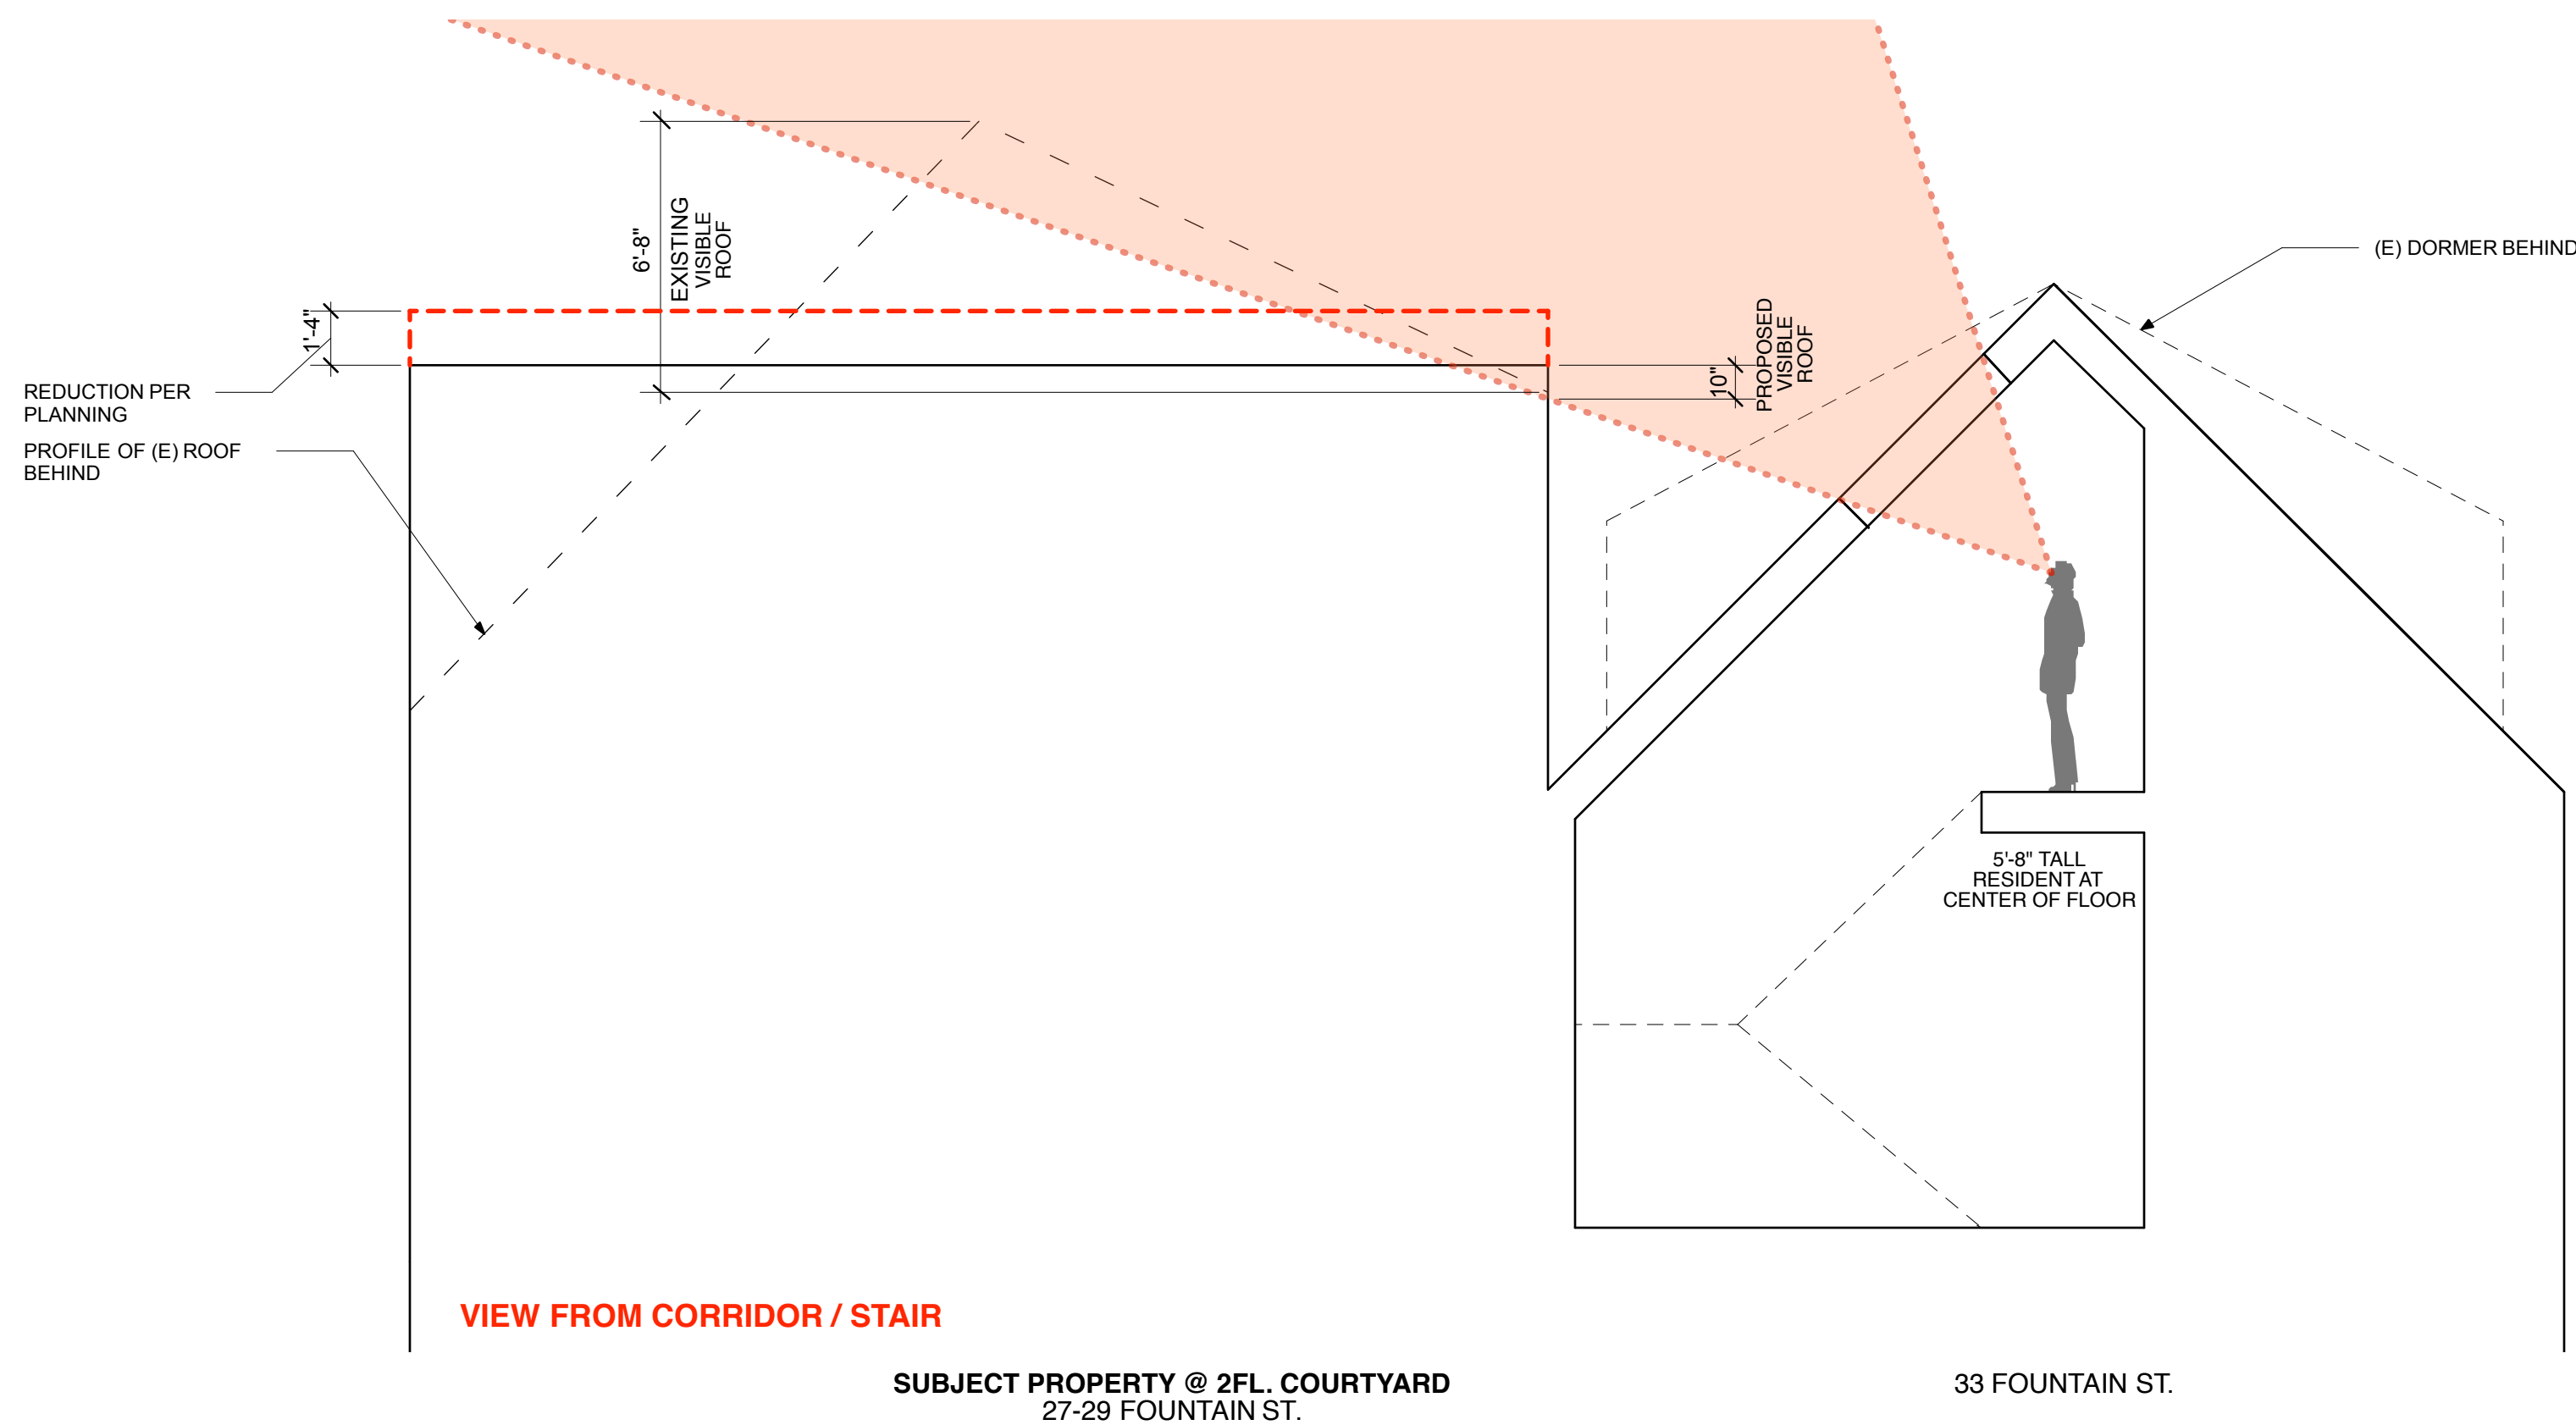 6'-8"
EXISTING
VISIBLE
ROOF
(E) DORMER BEHIND
1'-4"
10"
PROPOSED
VISIBLE
ROOF
REDUCTION PER
PLANNING
PROFILE OF (E) ROOF
BEHIND
5'-8" TALL
RESIDENT AT
CENTER OF FLOOR
VIEW FROM CORRIDOR / STAIR
SUBJECT PROPERTY @ 2FL. COURTYARD
27-29 FOUNTAIN ST.
33 FOUNTAIN ST.